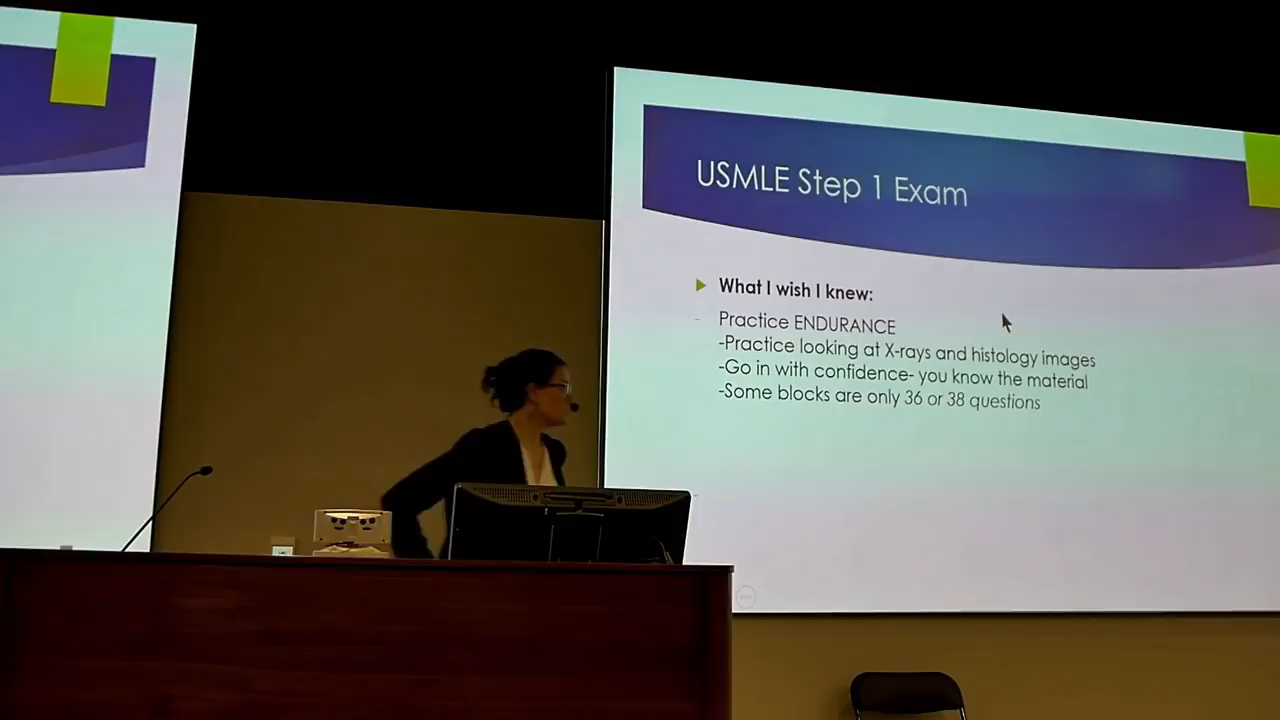 USMLE Step 1 Exam
What I wish I knew:
Practice ENDURANCE
-Practice looking at X-rays and histology images
-Go in with confidence- you know the material
-Some blocks are only 36 or 38 questions